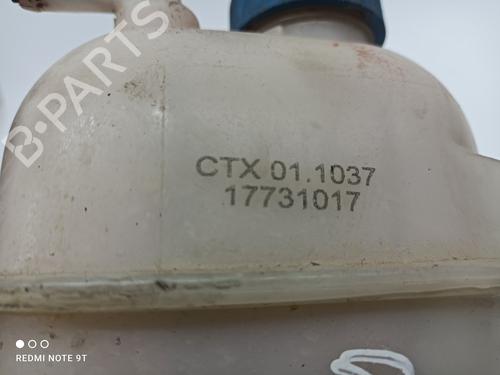 B-PARTS
CTX 01.1037
17731017
REDMI NOTE 9T